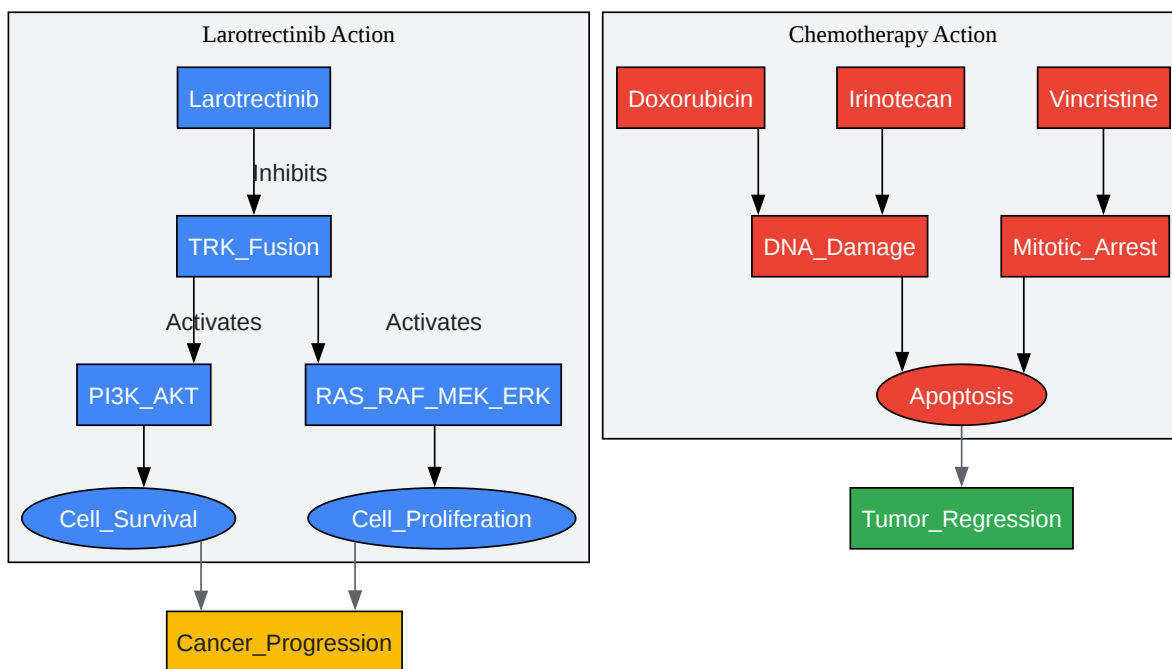 Larotrectinib Action
Larotrectinib
Inhibits
TRK_Fusion
Activates
Activates
PI3K_AKT
RAS_RAF_MEK_ERK
Cell_Survival
Cell_Proliferation
Cancer_Progression
Chemotherapy Action
Doxorubicin
Irinotecan
Vincristine
DNA_Damage
Mitotic_Arrest
Apoptosis
Tumor_Regression